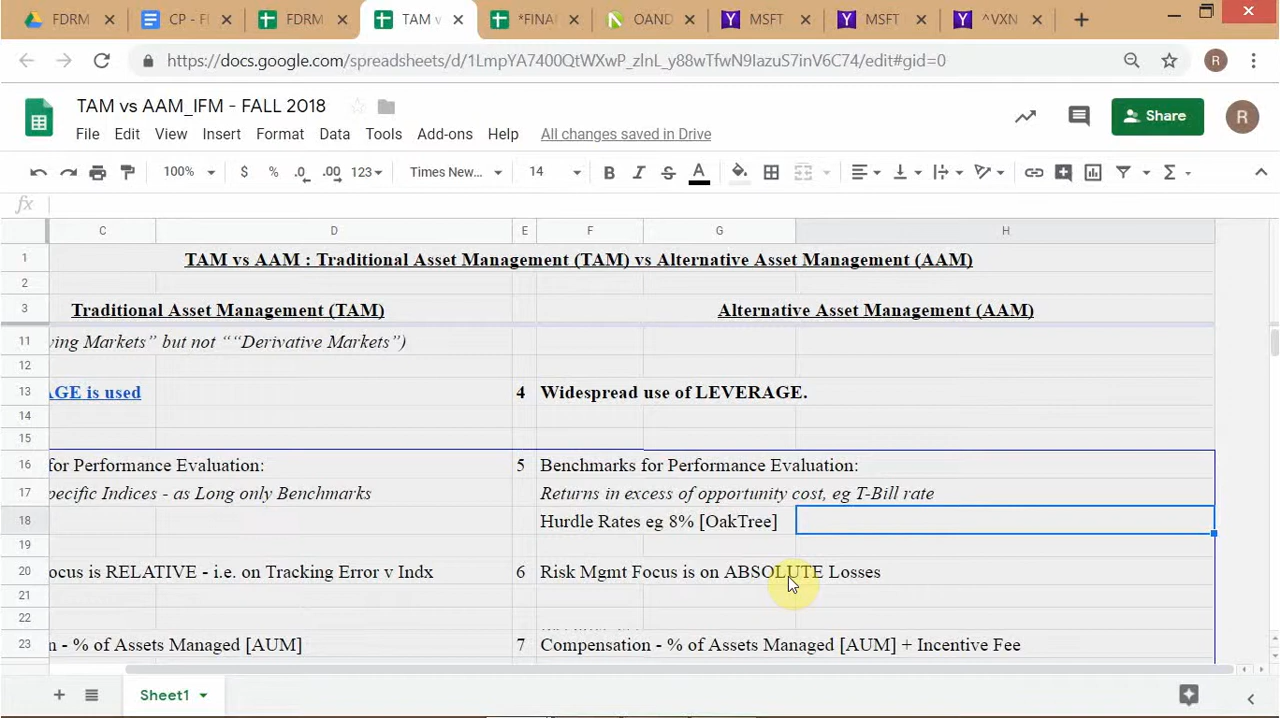 FDRM
CP - FI
FDRM
TAM v
*FINA
OAND
MSFT
MSFT
^VXN
https://docs.google.com/spreadsheets/d/1LmpYA7400QtWXwP_zlnL_y88wTfwN9IazuS7inV6C74/edit#gid=0
R
TAM vs AAM_IFM - FALL 2018
Share
R
File Edit View Insert Format Data Tools Add-ons Help All changes saved in Drive
100% $ % .0 .00 123 Times New... 14 B I S A Σ
fx
C D E F G H
1 TAM vs AAM : Traditional Asset Management (TAM) vs Alternative Asset Management (AAM)
2
3 Traditional Asset Management (TAM) Alternative Asset Management (AAM)
11 ying Markets” but not ““Derivative Markets”)
12
13 AGE is used 4 Widespread use of LEVERAGE.
14
15
16 for Performance Evaluation: 5 Benchmarks for Performance Evaluation:
17 pecific Indices - as Long only Benchmarks Returns in excess of opportunity cost, eg T-Bill rate
18 Hurdle Rates eg 8% [OakTree]
19
20 ocus is RELATIVE - i.e. on Tracking Error v Indx 6 Risk Mgmt Focus is on ABSOLUTE Losses
21
22
23 n - % of Assets Managed [AUM] 7 Compensation - % of Assets Managed [AUM] + Incentive Fee
Sheet1